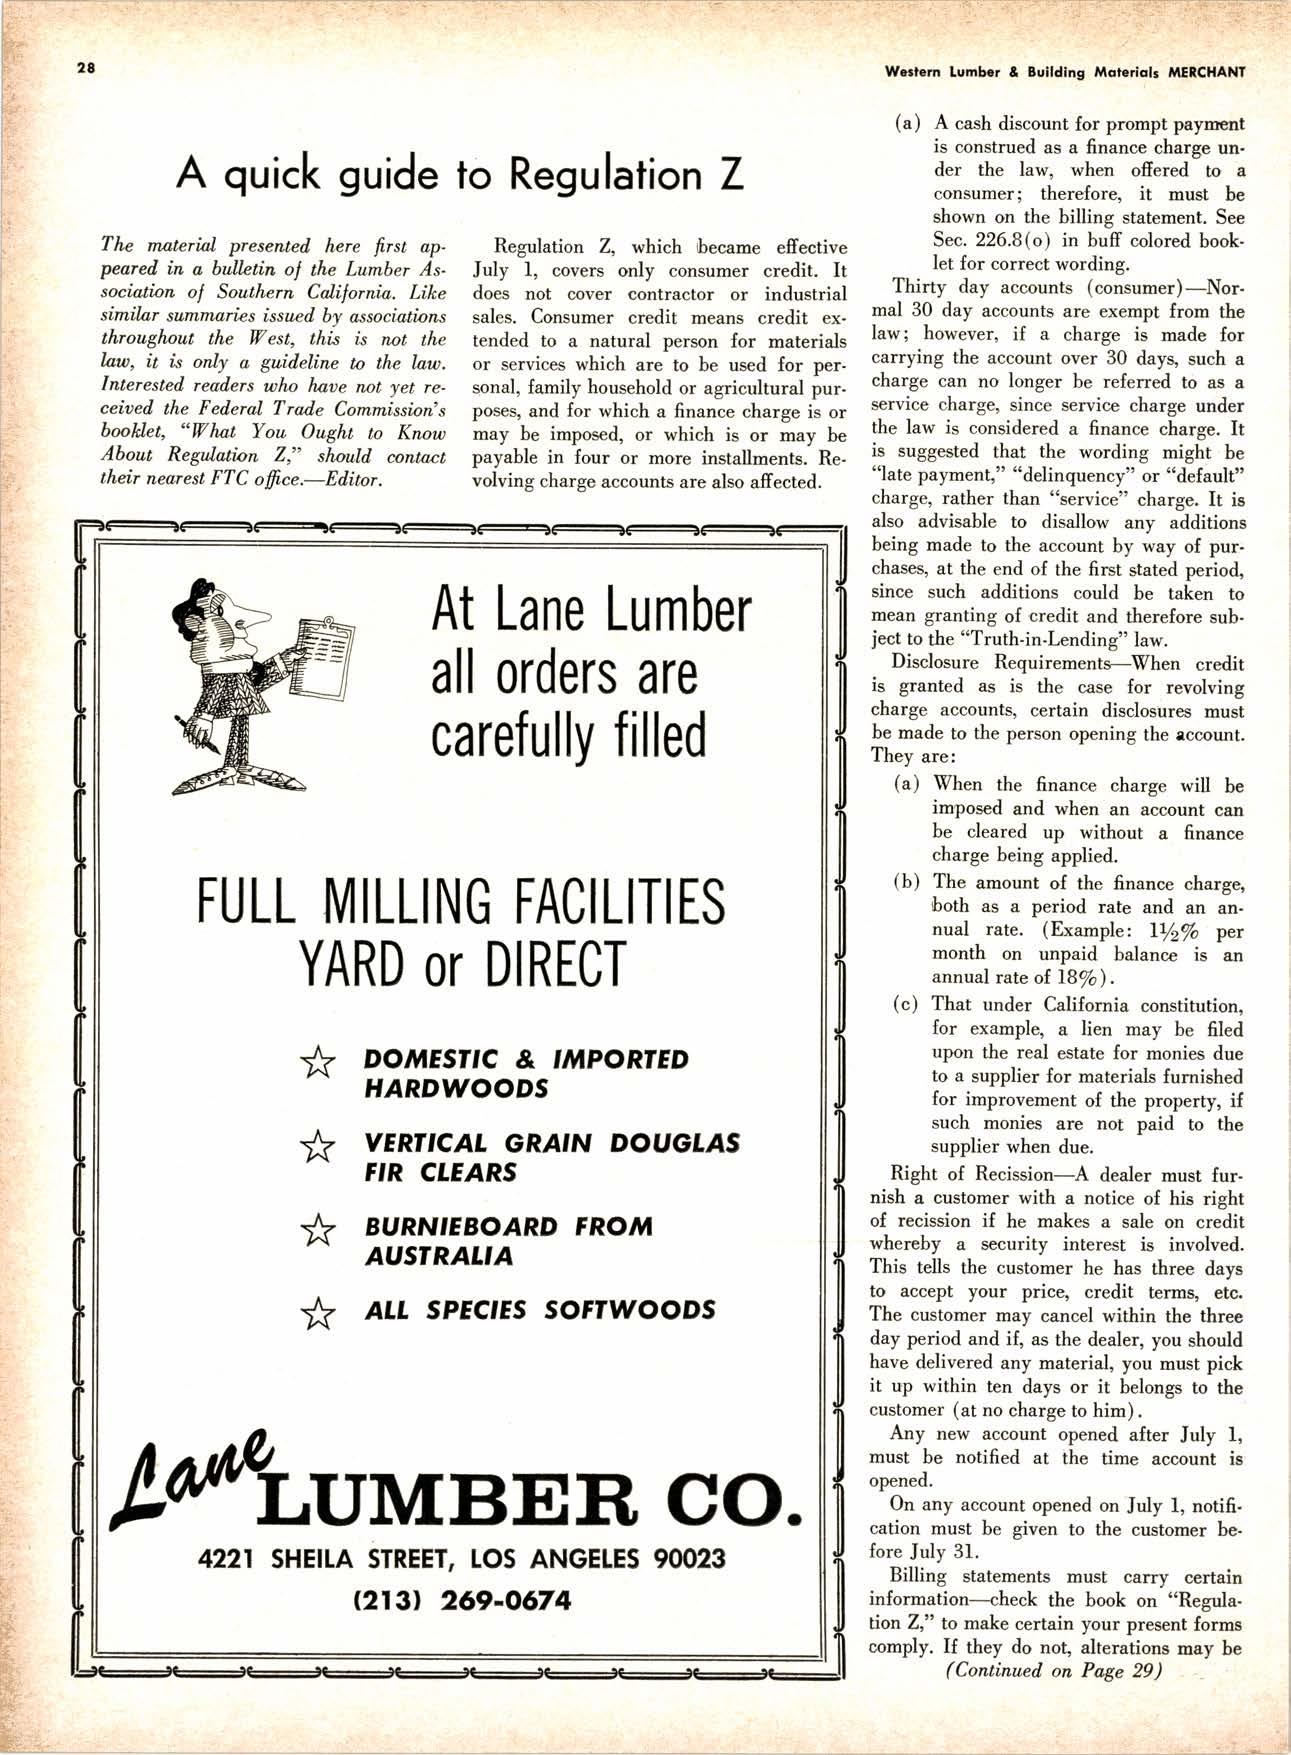 28
Western Lumber & Building Materials MERCHANT
A quick guide to Regulation Z
The material presented here first ap-
peared in a bulletin of the Lumber As-
sociation of Southern California. Like
similar summaries issued by associations
throughout the West, this is not the
law, it is only a guideline to the law.
Interested readers who have not yet re-
ceived the Federal Trade Commission's
booklet, "What You Ought to Know
About Regulation Z," should contact
their nearest FTC office.—Editor.
Regulation Z, which became effective
July 1, covers only consumer credit. It
does not cover contractor or industrial
sales. Consumer credit means credit ex-
tended to a natural person for materials
or services which are to be used for per-
sonal, family household or agricultural pur-
poses, and for which a finance charge is or
may be imposed, or which is or may be
payable in four or more installments. Re-
volving charge accounts are also affected.
(a) A cash discount for prompt payment
is construed as a finance charge un-
der the law, when offered to a
consumer; therefore, it must be
shown on the billing statement. See
Sec. 226.8(o) in buff colored book-
let for correct wording.
Thirty day accounts (consumer)—Nor-
mal 30 day accounts are exempt from the
law; however, if a charge is made for
carrying the account over 30 days, such a
charge can no longer be referred to as a
service charge, since service charge under
the law is considered a finance charge. It
is suggested that the wording might be
"late payment," "delinquency" or "default"
charge, rather than "service" charge. It is
also advisable to disallow any additions
being made to the account by way of pur-
chases, at the end of the first stated period,
since such additions could be taken to
mean granting of credit and therefore sub-
ject to the "Truth-in-Lending" law.
Disclosure Requirements—When credit
is granted as is the case for revolving
charge accounts, certain disclosures must
be made to the person opening the account.
They are:
(a) When the finance charge will be
imposed and when an account can
be cleared up without a finance
charge being applied.
(b) The amount of the finance charge,
both as a period rate and an an-
nual rate. (Example: 1½% per
month on unpaid balance is an
annual rate of 18%).
(c) That under California constitution,
for example, a lien may be filed
upon the real estate for monies due
to a supplier for materials furnished
for improvement of the property, if
such monies are not paid to the
supplier when due.
Right of Recission—A dealer must fur-
nish a customer with a notice of his right
of recission if he makes a sale on credit
whereby a security interest is involved.
This tells the customer he has three days
to accept your price, credit terms, etc.
The customer may cancel within the three
day period and if, as the dealer, you should
have delivered any material, you must pick
it up within ten days or it belongs to the
customer (at no charge to him).
Any new account opened after July 1,
must be notified at the time account is
opened.
On any account opened on July 1, notifi-
cation must be given to the customer be-
fore July 31.
Billing statements must carry certain
information—check the book on "Regula-
tion Z," to make certain your present forms
comply. If they do not, alterations may be
(Continued on Page 29)
At Lane Lumber
all orders are
carefully filled
FULL MILLING FACILITIES
YARD or DIRECT
☆ DOMESTIC & IMPORTED
HARDWOODS
☆ VERTICAL GRAIN DOUGLAS
FIR CLEARS
☆ BURNIEBOARD FROM
AUSTRALIA
☆ ALL SPECIES SOFTWOODS
Lane LUMBER CO.
4221 SHEILA STREET, LOS ANGELES 90023
(213) 269-0674